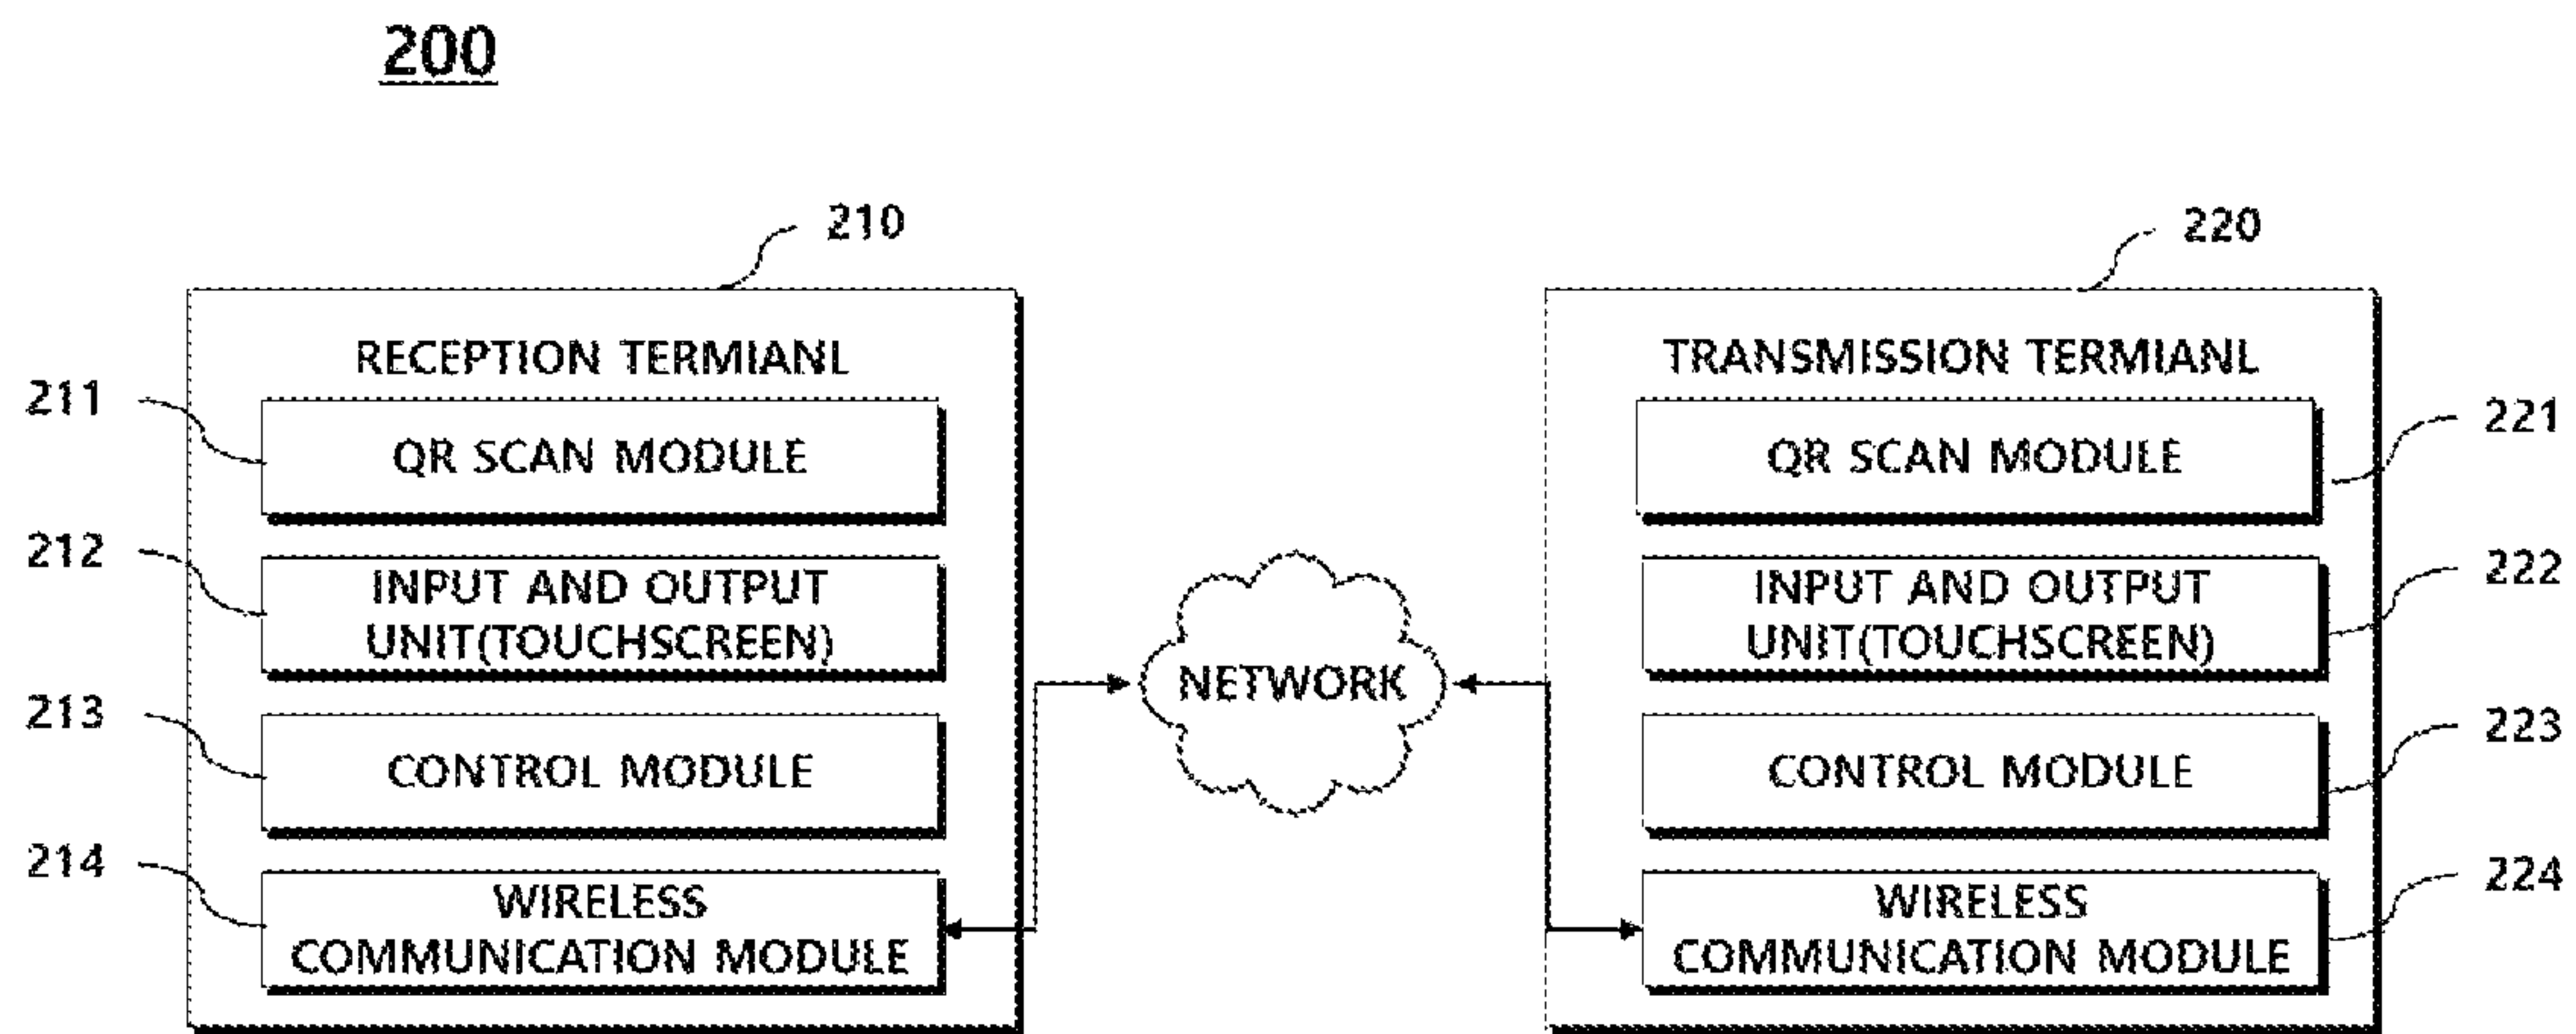 200
210
RECEPTION TERMIANL
211
QR SCAN MODULE
212
INPUT AND OUTPUT
UNIT(TOUCHSCREEN)
213
CONTROL MODULE
214
WIRELESS
COMMUNICATION MODULE
NETWORK
220
TRANSMISSION TERMIANL
221
QR SCAN MODULE
222
INPUT AND OUTPUT
UNIT(TOUCHSCREEN)
223
CONTROL MODULE
224
WIRELESS
COMMUNICATION MODULE